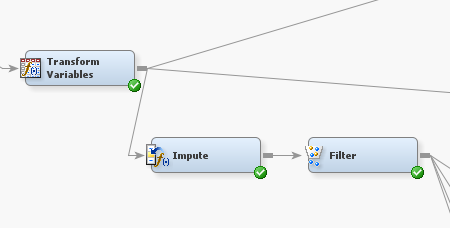 Transform
Variables
Impute
Filter